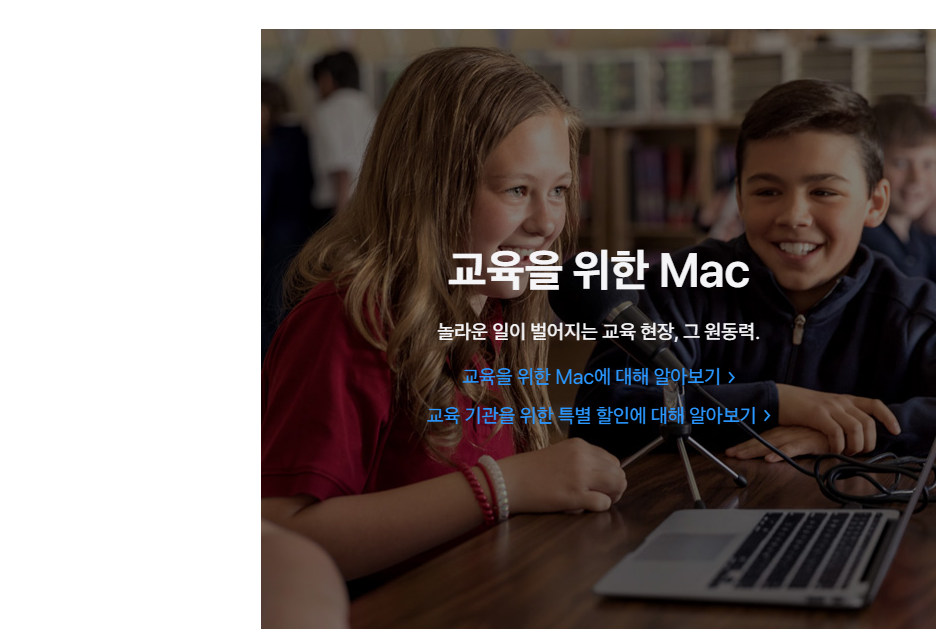 교육을 위한 Mac
놀라운 일이 벌어지는 교육 현장, 그 원동력.
교육을 위한 Mac에 대해 알아보기 >
교육 기관을 위한 특별 할인에 대해 알아보기 >